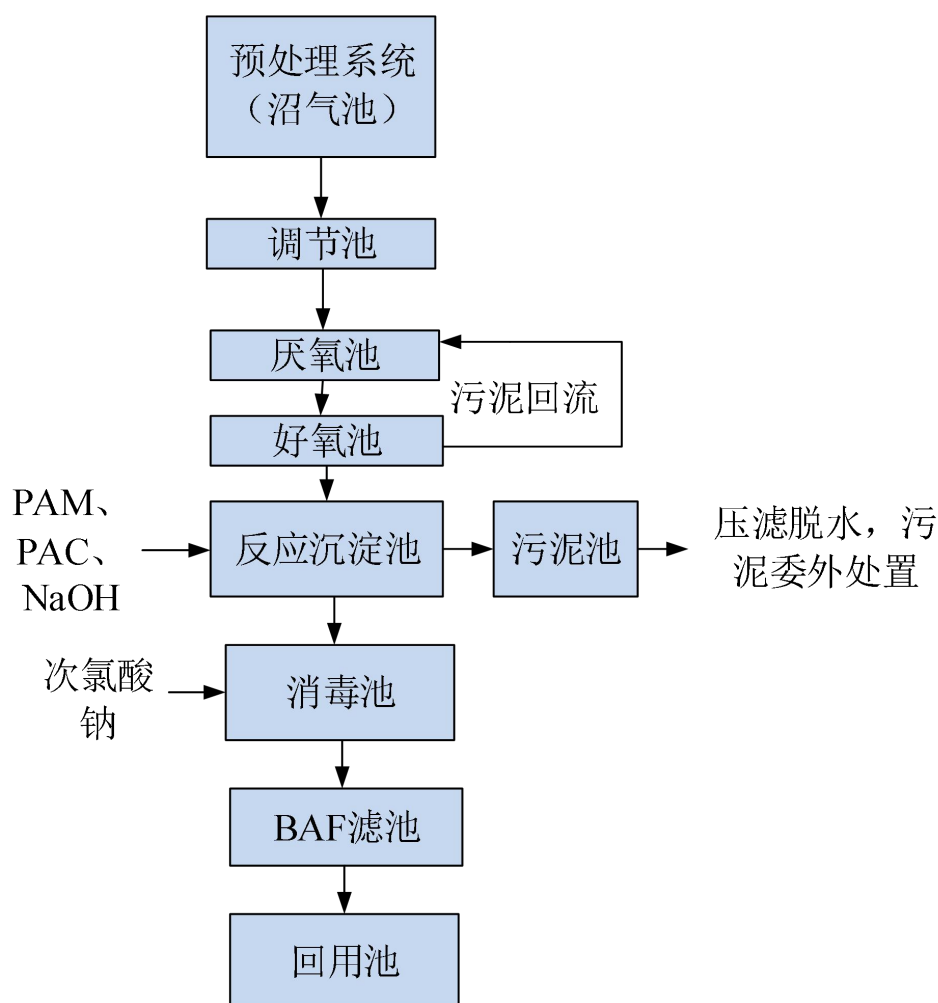 预处理系统
（沼气池）
调节池
厌氧池
污泥回流
好氧池
PAM、
PAC、
NaOH
反应沉淀池
污泥池
压滤脱水，污
泥委外处置
次氯酸
钠
消毒池
BAF滤池
回用池